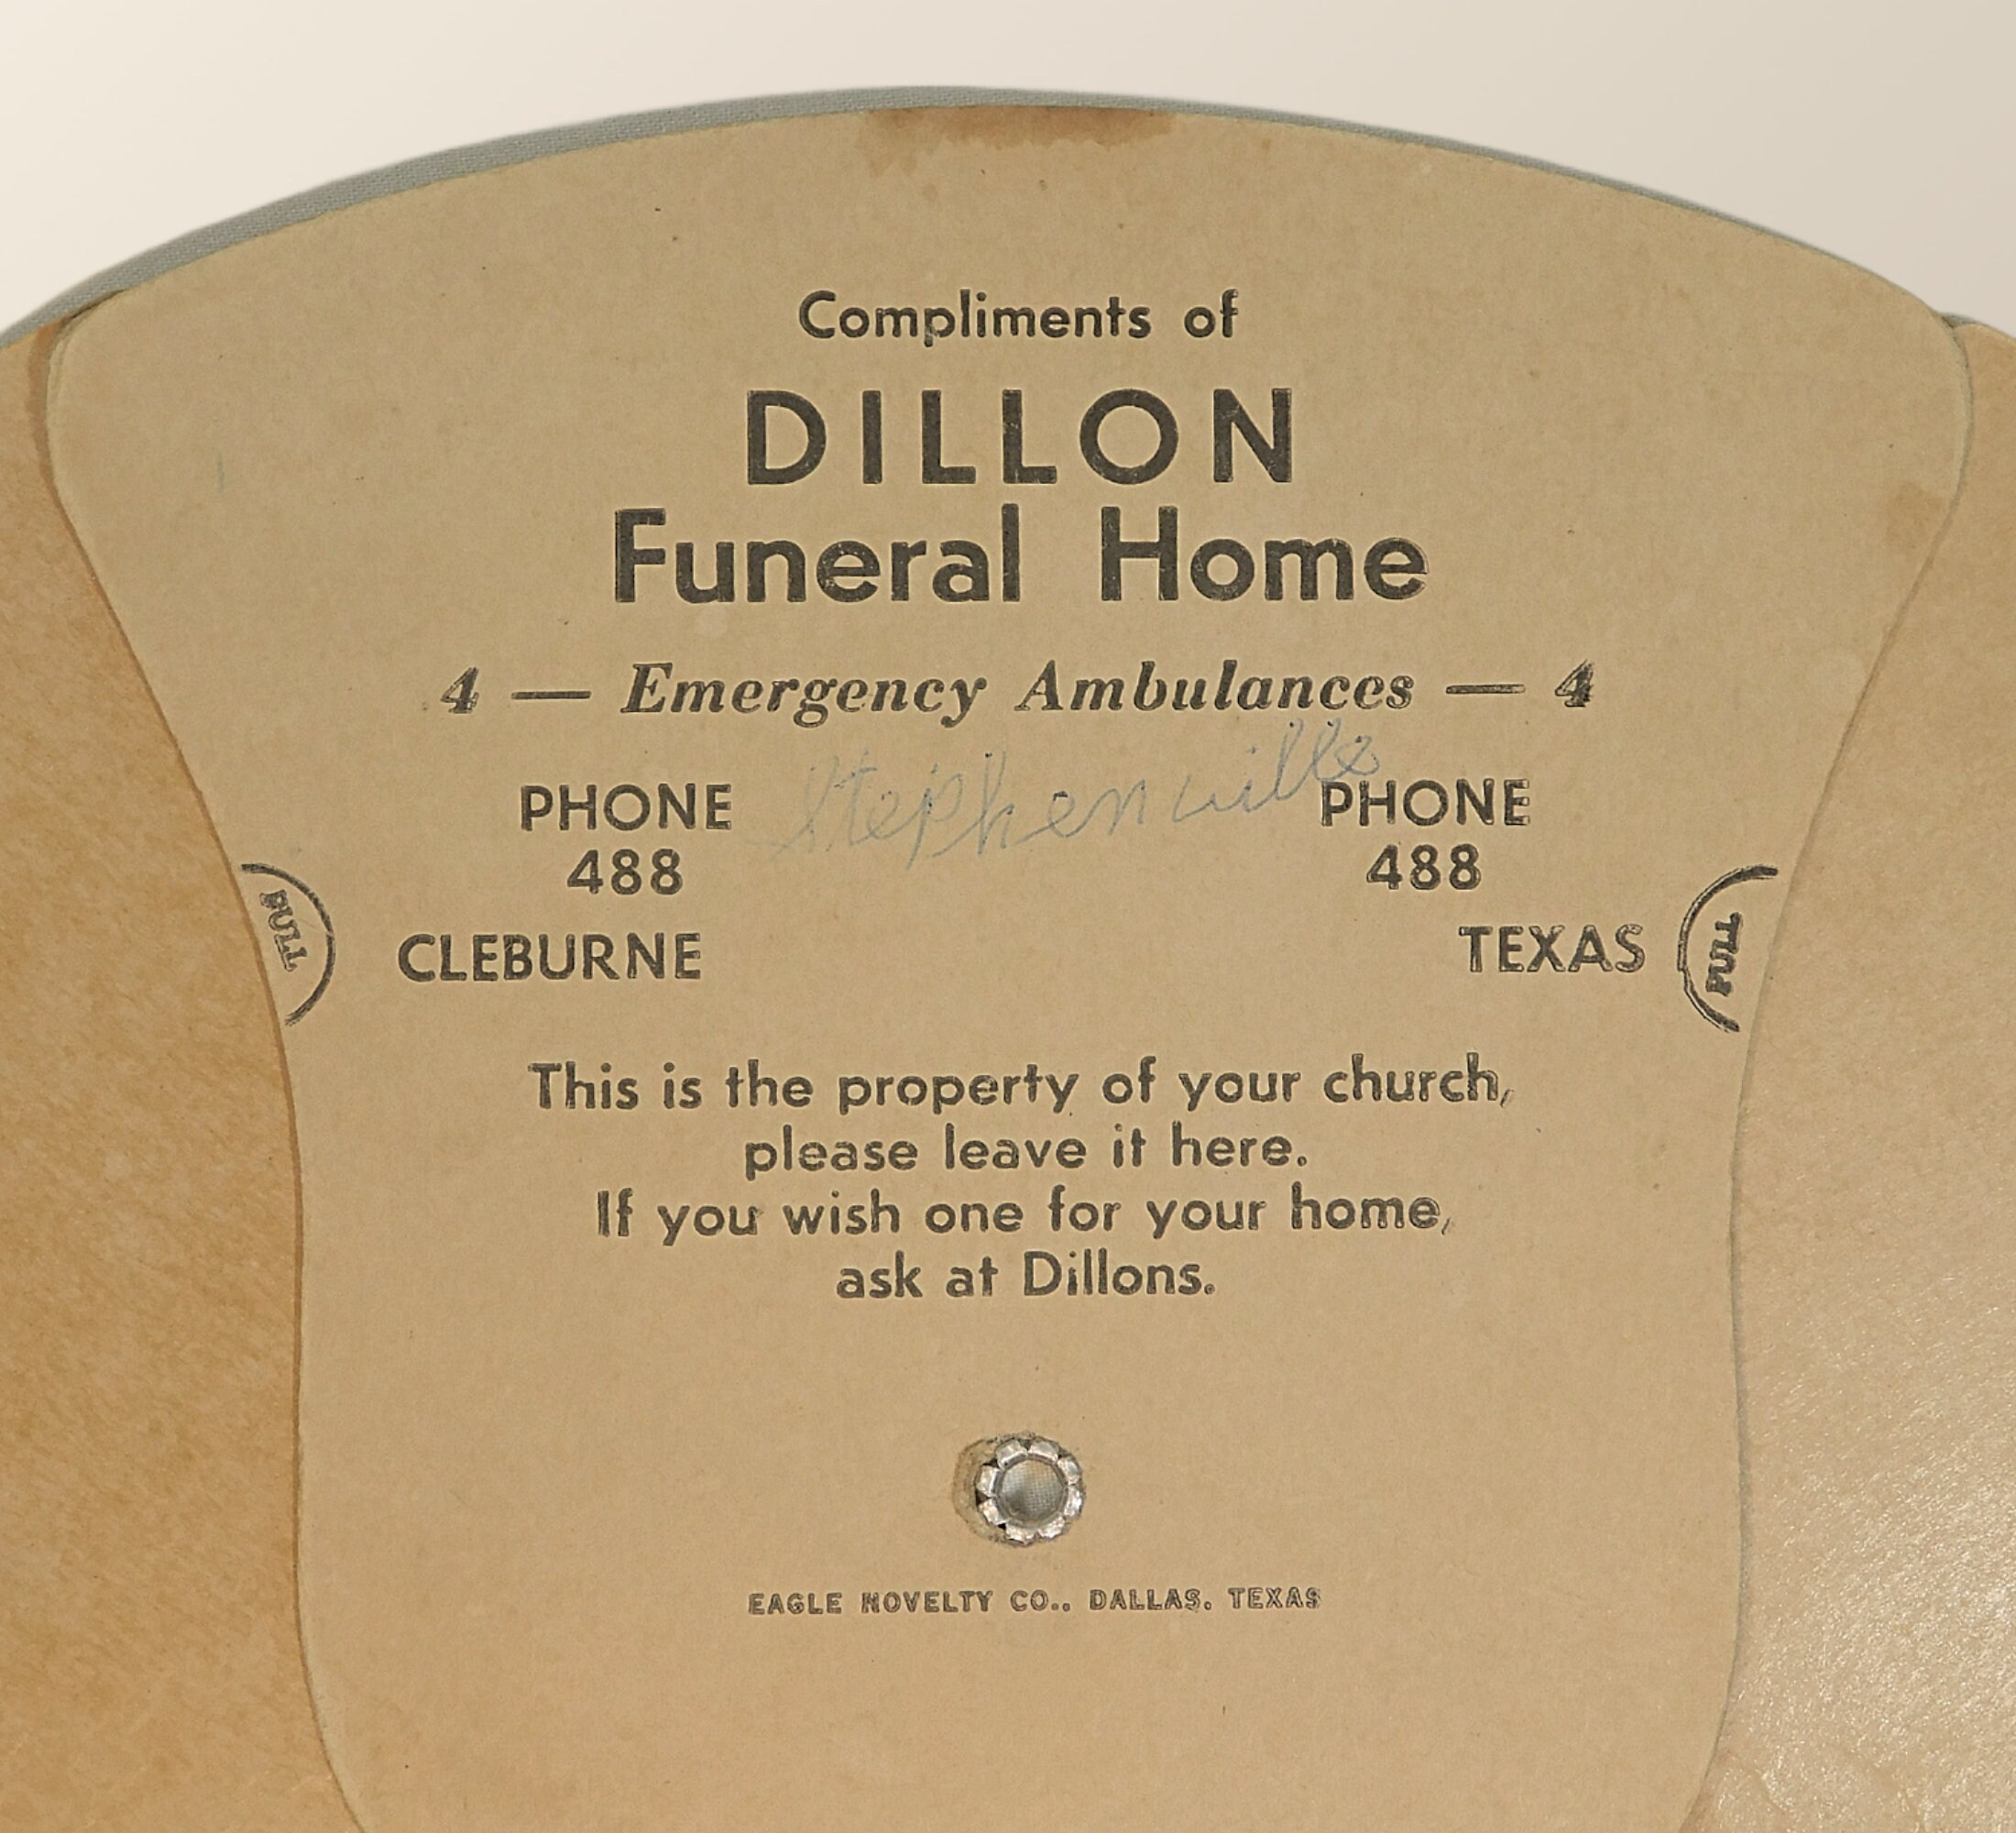 Compliments of
DILLON
Funeral Home
4 — Emergency Ambulances — 4
Stephenville
PHONE PHONE
488 488
PULL CLEBURNE TEXAS PULL
This is the property of your church,
please leave it here.
If you wish one for your home,
ask at Dillons.
EAGLE NOVELTY CO., DALLAS, TEXAS